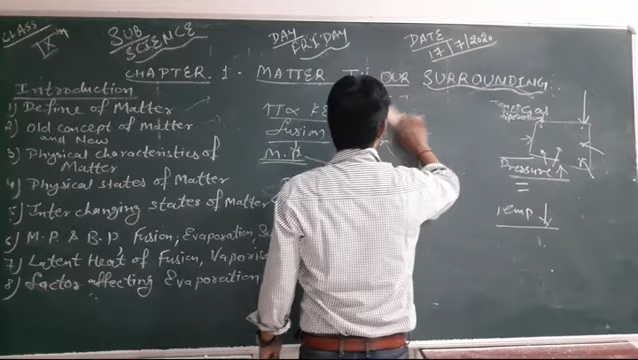 CLASS IX
SUB SCIENCE
DAY FRIDAY
DATE 17/7/2020
CHAPTER . 1 . MATTER OUR SURROUNDING
Introduction
1) Define of Matter
2) Old concept of Matter
and New
3) Physical characteristics of
Matter
4) Physical states of Matter
5) Inter changing states of Matter
6) M.P & B.P, Fusion, Evaporation,
7) Latent Heat of Fusion,
8) Factor affecting Evaporation
↑T ∝
fusion
M.P
Pressure ↑
=
Temp ↓